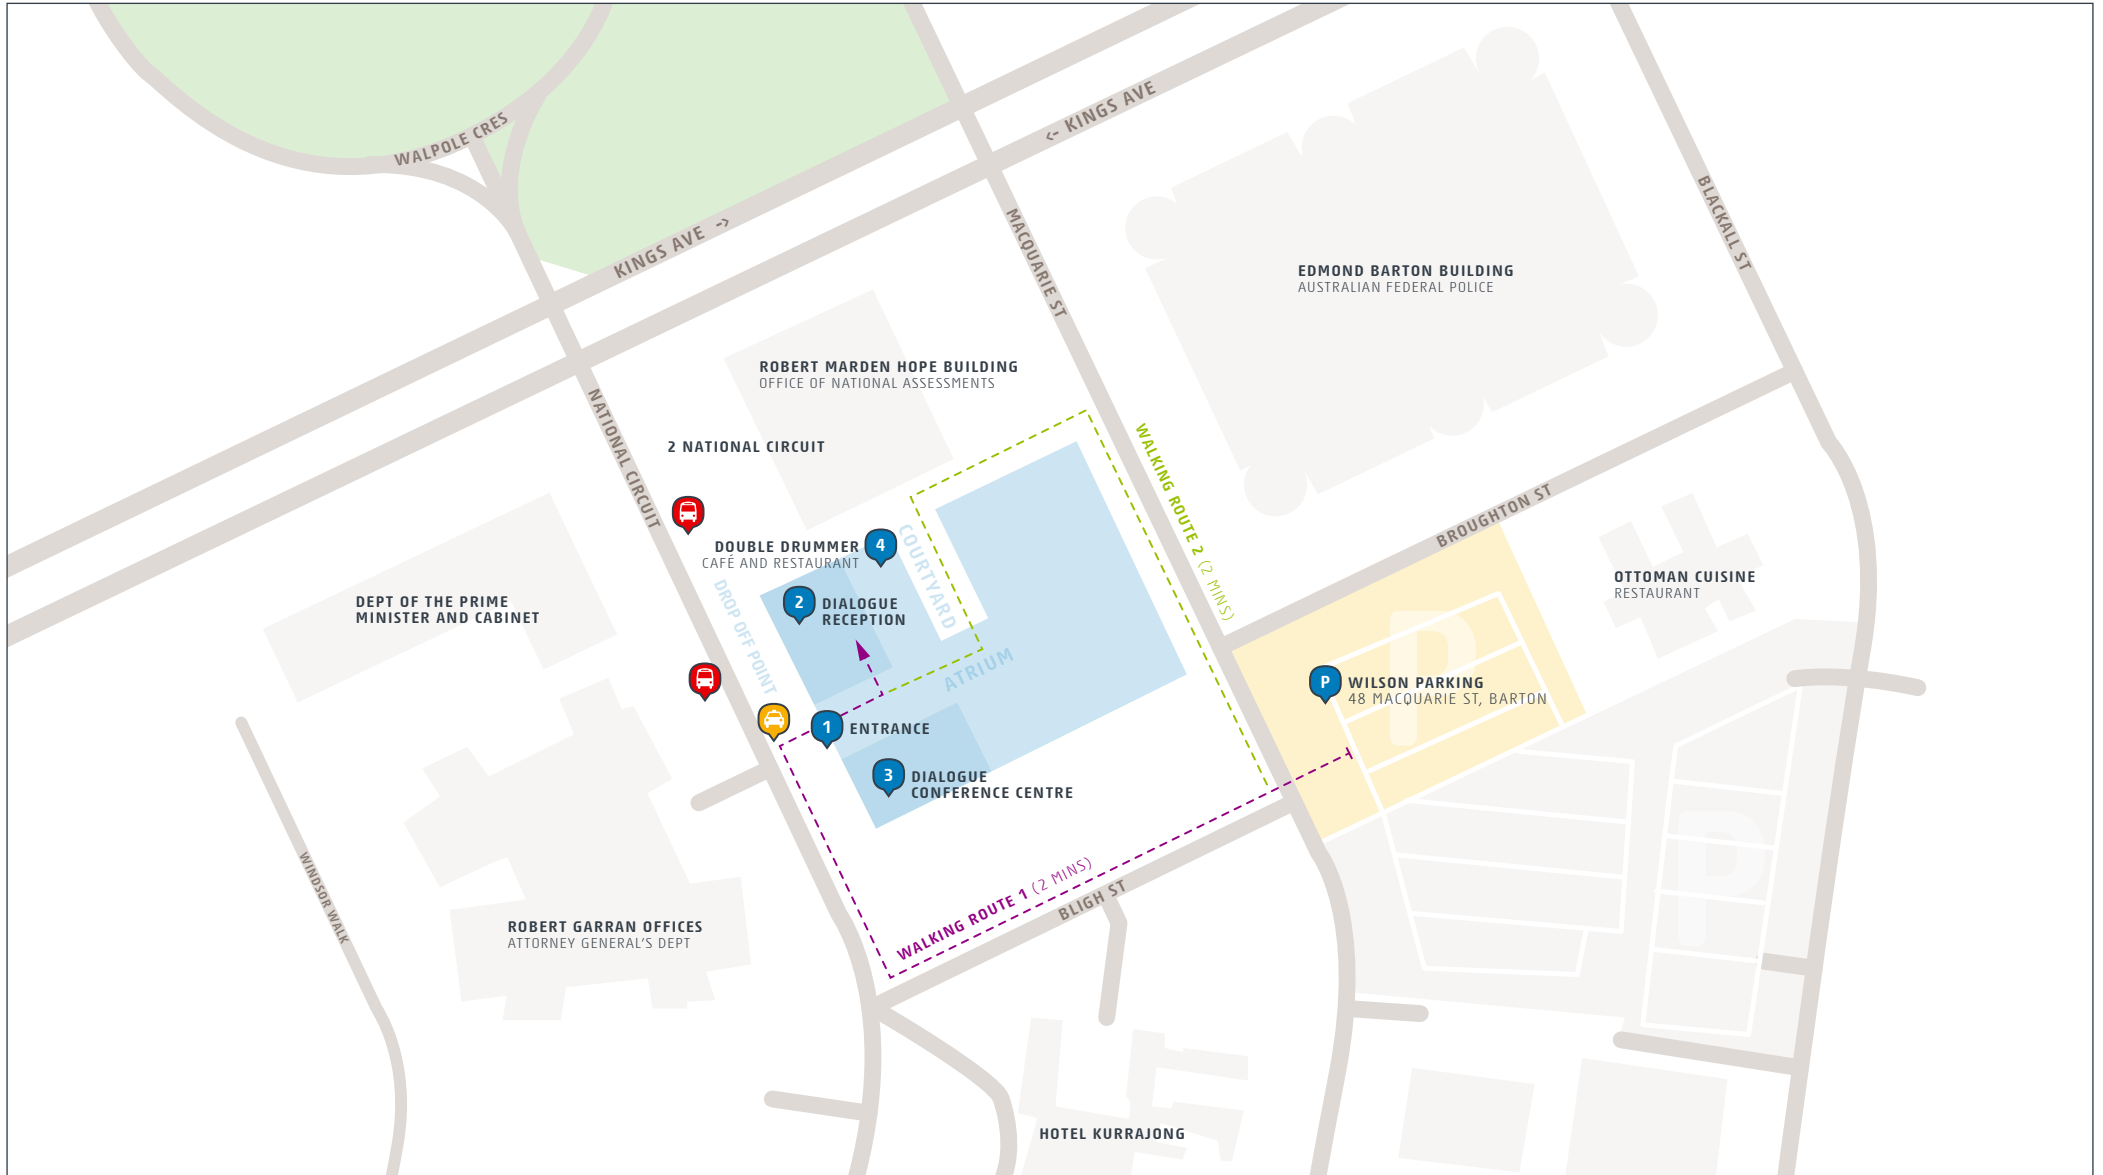 WALPOLE CRES
<- KINGS AVE
KINGS AVE ->
MACQUARIE ST
BLACKALL ST
EDMOND BARTON BUILDING
AUSTRALIAN FEDERAL POLICE
ROBERT MARDEN HOPE BUILDING
OFFICE OF NATIONAL ASSESSMENTS
NATIONAL CIRCUIT
2 NATIONAL CIRCUIT
WALKING ROUTE 2 (2 MINS)
BROUGHTON ST
DOUBLE DRUMMER
CAFÉ AND RESTAURANT
4
COURTYARD
DROP OFF POINT
2
DIALOGUE
RECEPTION
ATRIUM
DEPT OF THE PRIME
MINISTER AND CABINET
OTTOMAN CUISINE
RESTAURANT
P
P
WILSON PARKING
48 MACQUARIE ST, BARTON
1
ENTRANCE
3
DIALOGUE
CONFERENCE CENTRE
P
WALKING ROUTE 1 (2 MINS)
BLIGH ST
WINDSOR WALK
ROBERT GARRAN OFFICES
ATTORNEY GENERAL'S DEPT
HOTEL KURRAJONG